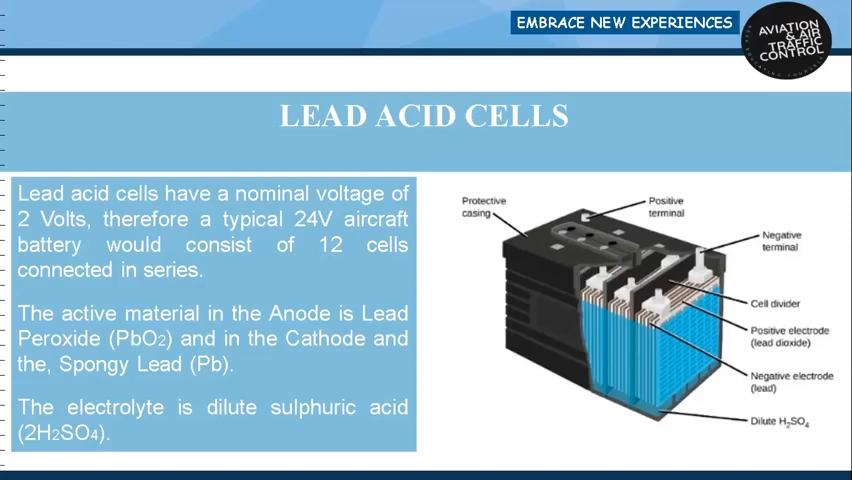 EMBRACE NEW EXPERIENCES
AVIATION
& AIR
TRAFFIC
CONTROL
LEAD ACID CELLS
Lead acid cells have a nominal voltage of
2 Volts, therefore a typical 24V aircraft
battery would consist of 12 cells
connected in series.
The active material in the Anode is Lead
Peroxide (PbO2) and in the Cathode and
the, Spongy Lead (Pb).
The electrolyte is dilute sulphuric acid
(2H2SO4).
Protective
casing
Positive
terminal
Negative
terminal
Cell divider
Positive electrode
(lead dioxide)
Negative electrode
(lead)
Dilute H2SO4